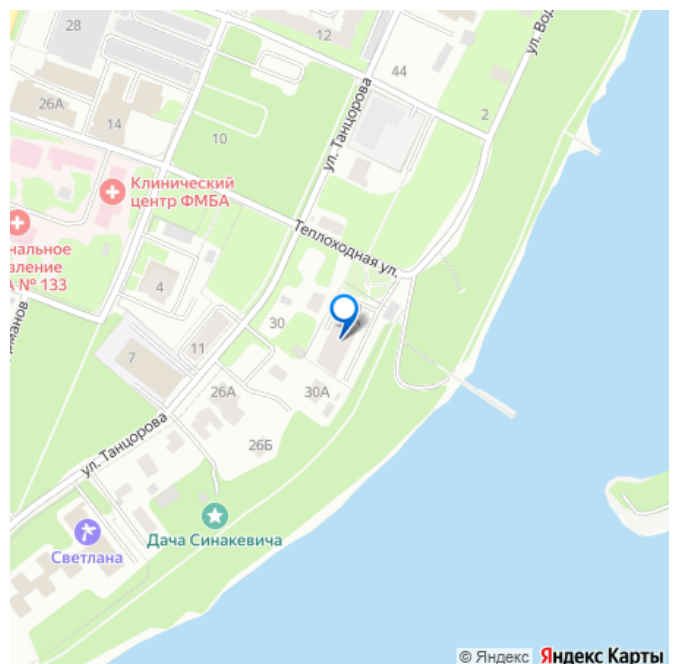 28
12
ул. Вор
44
26А
14
10
2
ул. Танцорова
Клинический
центр ФМБА
нальное
вление
А № 133
Теплоходная ул.
4
30
11
7
26А
30А
26Б
ул. Танцорова
Дача Синакевича
Светлана
© Яндекс Яндекс Карты